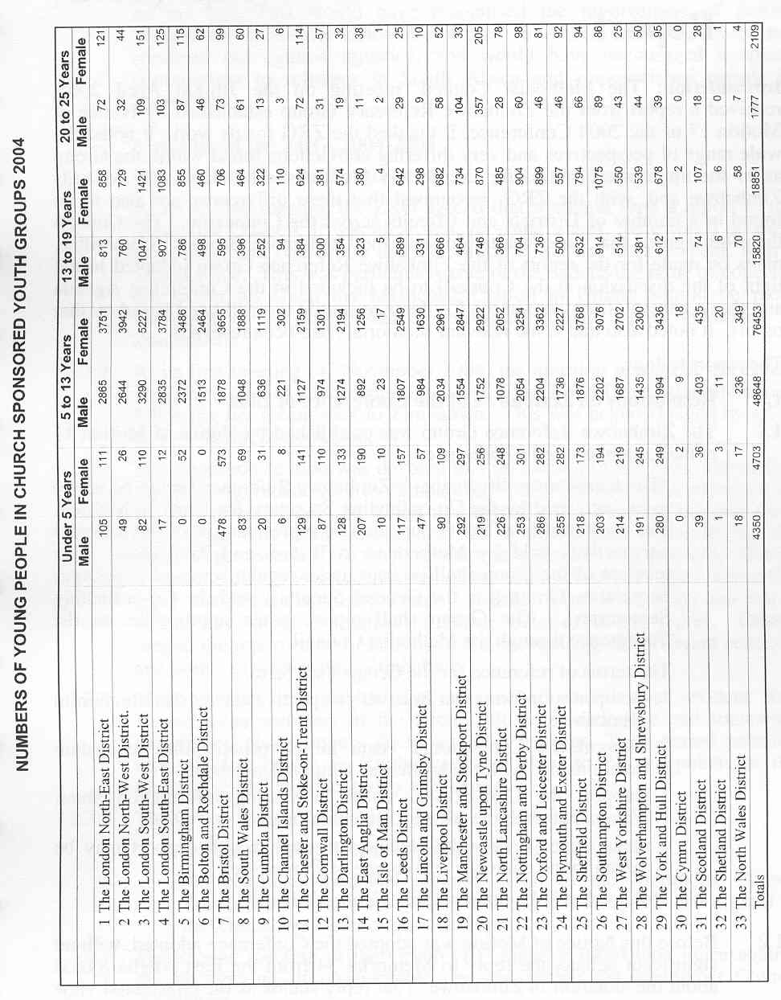 NUMBERS OF YOUNG PEOPLE IN CHURCH SPONSORED YOUTH GROUPS 2004
Under 5 Years 5 to 13 Years 13 to 19 Years 20 to 25 Years
Male Female Male Female Male Female Male Female
1 The London North-East District 105 111 2865 3751 813 858 72 121
2 The London North-West District. 49 26 2644 3942 760 729 32 44
3 The London South-West District 82 110 3290 5227 1047 1421 109 151
4 The London South-East District 17 12 2835 3784 907 1083 103 125
5 The Birmingham District 0 52 2372 3486 786 855 87 115
6 The Bolton and Rochdale District 0 0 1513 2464 498 460 46 62
7 The Bristol District 478 573 1878 3655 595 706 73 99
8 The South Wales District 83 69 1048 1888 396 464 61 60
9 The Cumbria District 20 31 636 1119 252 322 13 27
10 The Channel Islands District 6 8 221 302 94 110 3 6
11 The Chester and Stoke-on-Trent District 129 141 1127 2159 384 624 72 114
12 The Cornwall District 87 110 974 1301 300 381 31 57
13 The Darlington District 128 133 1274 2194 354 574 19 32
14 The East Anglia District 207 190 892 1256 323 380 11 38
15 The Isle of Man District 10 10 23 17 5 4 2 1
16 The Leeds District 117 157 1807 2549 589 642 29 25
17 The Lincoln and Grimsby District 47 57 984 1630 331 298 9 10
18 The Liverpool District 90 109 2034 2961 666 682 58 52
19 The Manchester and Stockport District 292 297 1554 2847 464 734 104 33
20 The Newcastle upon Tyne District 219 256 1752 2922 746 870 357 205
21 The North Lancashire District 226 248 1078 2052 366 485 28 78
22 The Nottingham and Derby District 253 301 2054 3254 704 904 60 98
23 The Oxford and Leicester District 286 282 2204 3362 736 899 46 81
24 The Plymouth and Exeter District 255 282 1736 2227 500 557 46 92
25 The Sheffield District 218 173 1876 3768 632 794 66 94
26 The Southampton District 203 194 2202 3076 914 1075 89 86
27 The West Yorkshire District 214 219 1687 2702 514 550 43 25
28 The Wolverhampton and Shrewsbury District 191 245 1435 2300 381 539 44 50
29 The York and Hull District 280 249 1994 3436 612 678 39 95
30 The Cymru District 0 2 9 18 1 2 0 0
31 The Scotland District 39 36 403 435 74 107 18 28
32 The Shetland District 1 3 11 20 6 6 0 1
33 The North Wales District 18 17 236 349 70 58 7 4
Totals 4350 4703 48648 76453 15820 18851 1777 2109